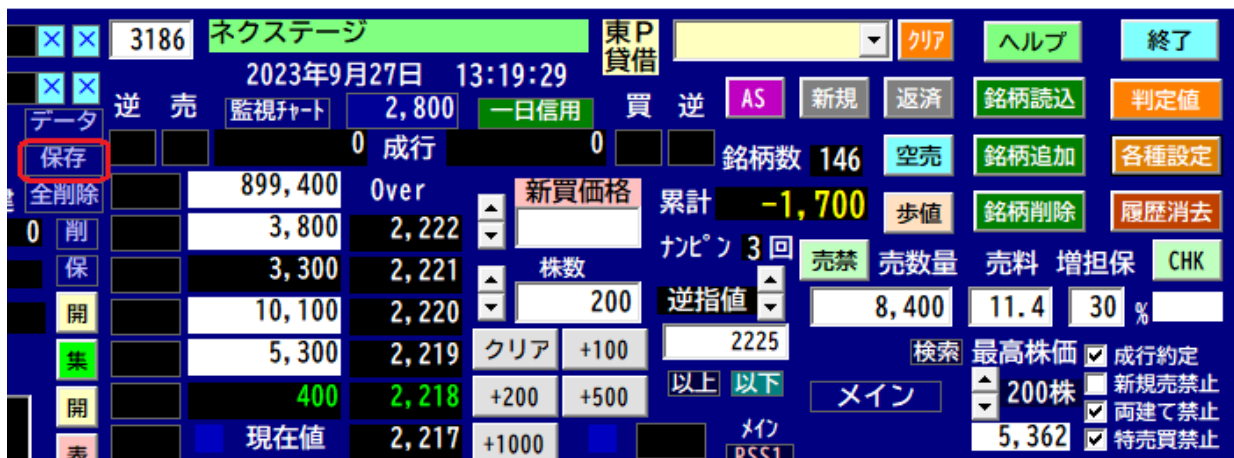 × × 3186 ネクステージ 東P クリア ヘルプ 終了
貸借
2023年9月27日 13:19:29
× × 逆 売 監視ﾁｬｰﾄ 2,800 一日信用 買 逆 AS 新規 返済 銘柄読込 判定値
データ
保存 0 成行 0 銘柄数 146 空売 銘柄追加 各種設定
全削除 899,400 Over 新買価格 累計 -1,700 歩値 銘柄削除 履歴消去
0 削 3,800 2,222
ﾅﾝﾋﾟﾝ 3 回 売禁 売数量 売料 増担保 CHK
保 3,300 2,221 株数
開 10,100 2,220 200 逆指値 8,400 11.4 30 %
集 5,300 2,219 クリア +100 2225 検索 最高株価 成行約定
開 400 2,218 +200 +500 以上 以下 メイン 200株 新規売禁止
両建て禁止
現在値 2,217 +1000 ﾒｲﾝ 5,362 特売買禁止
RSS1